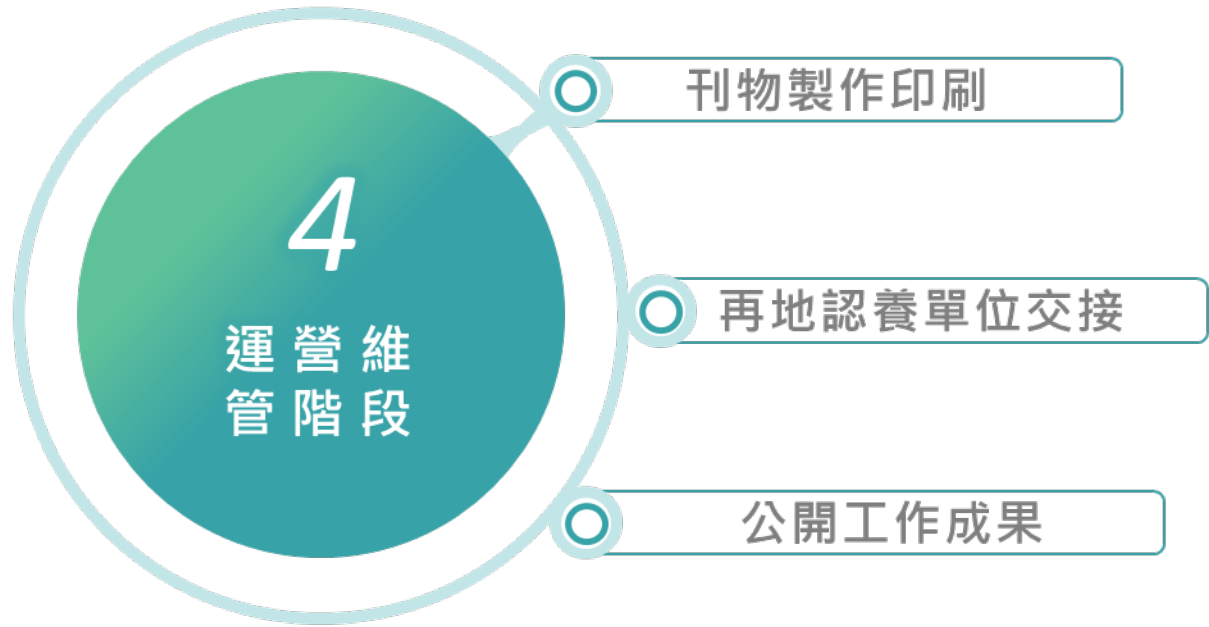 4
運營維
管階段
刊物製作印刷
再地認養單位交接
公開工作成果